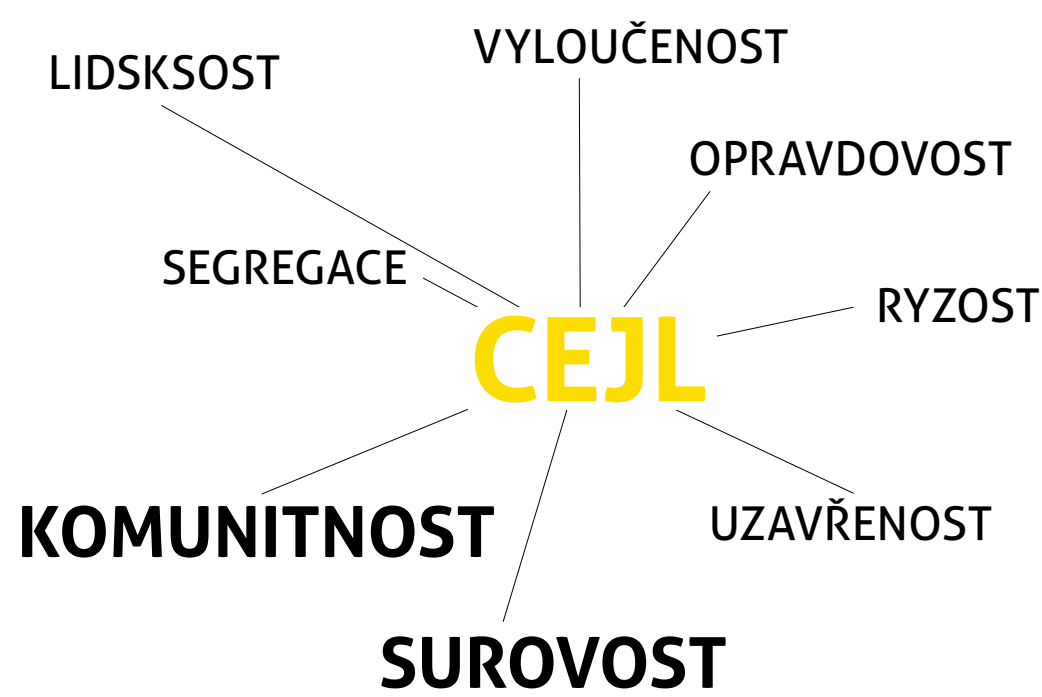 VYLOUČENOST
LIDSKSOST
OPRAVDOVOST
SEGREGACE
RYZOST
CEJL
KOMUNITNOST
UZAVŘENOST
SUROVOST